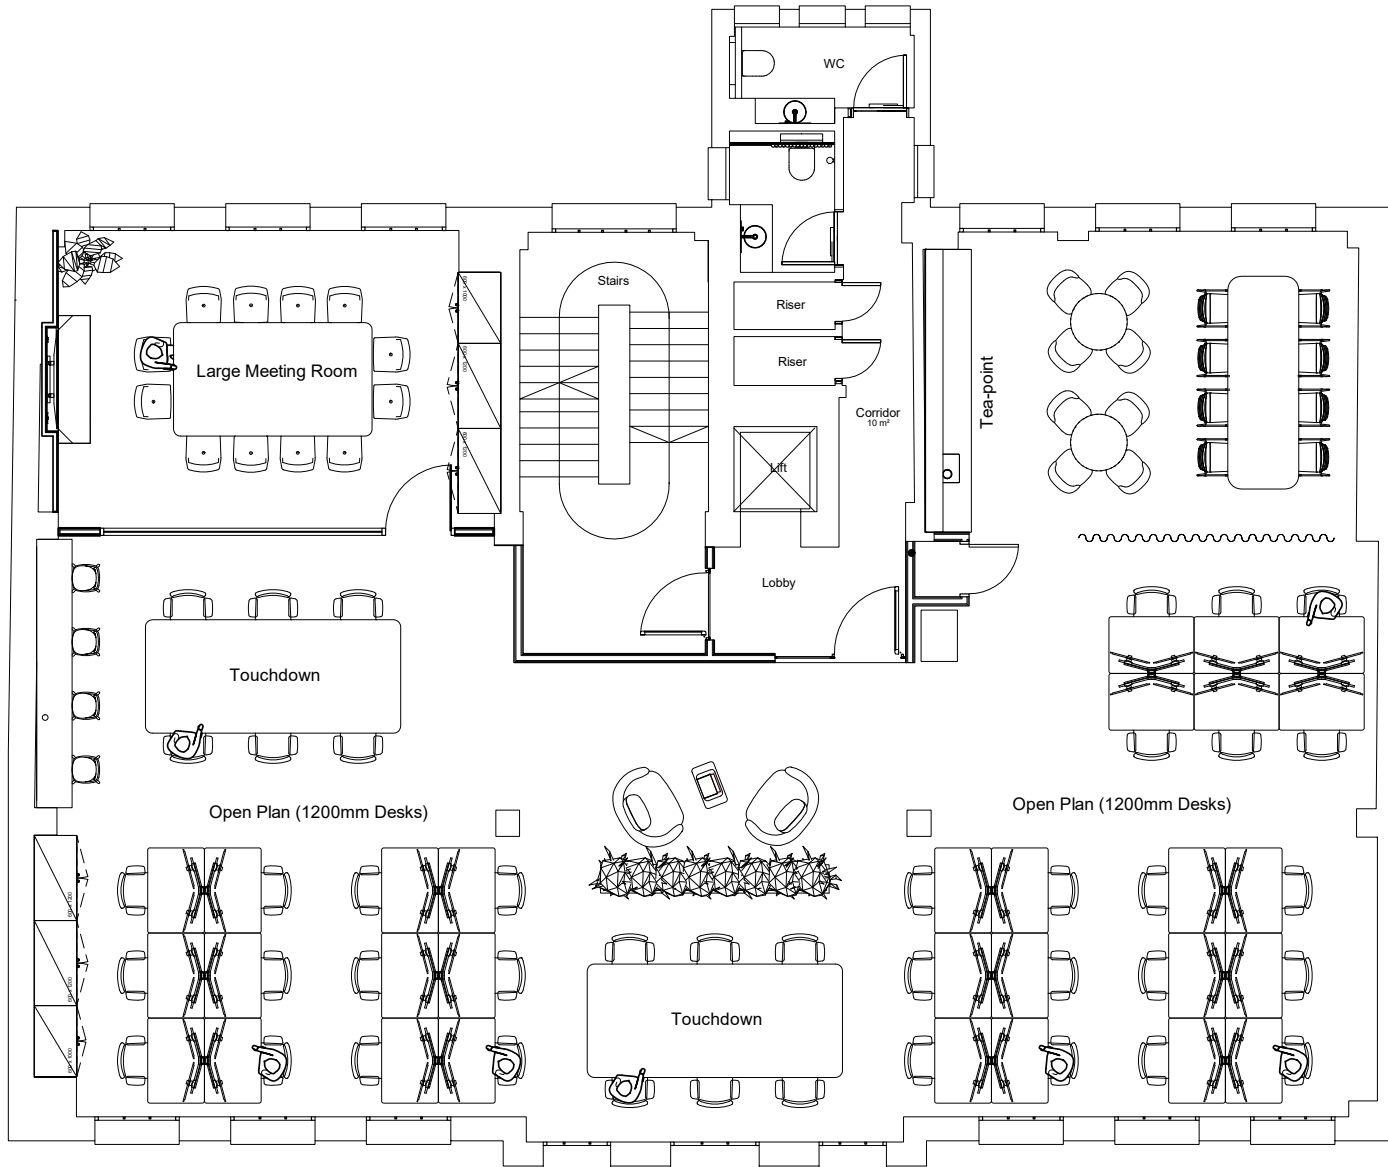 WC
Stairs
Riser
Riser
Large Meeting Room
Tea-point
Corridor
10 m²
Lift
Lobby
Touchdown
Open Plan (1200mm Desks)
Open Plan (1200mm Desks)
Touchdown